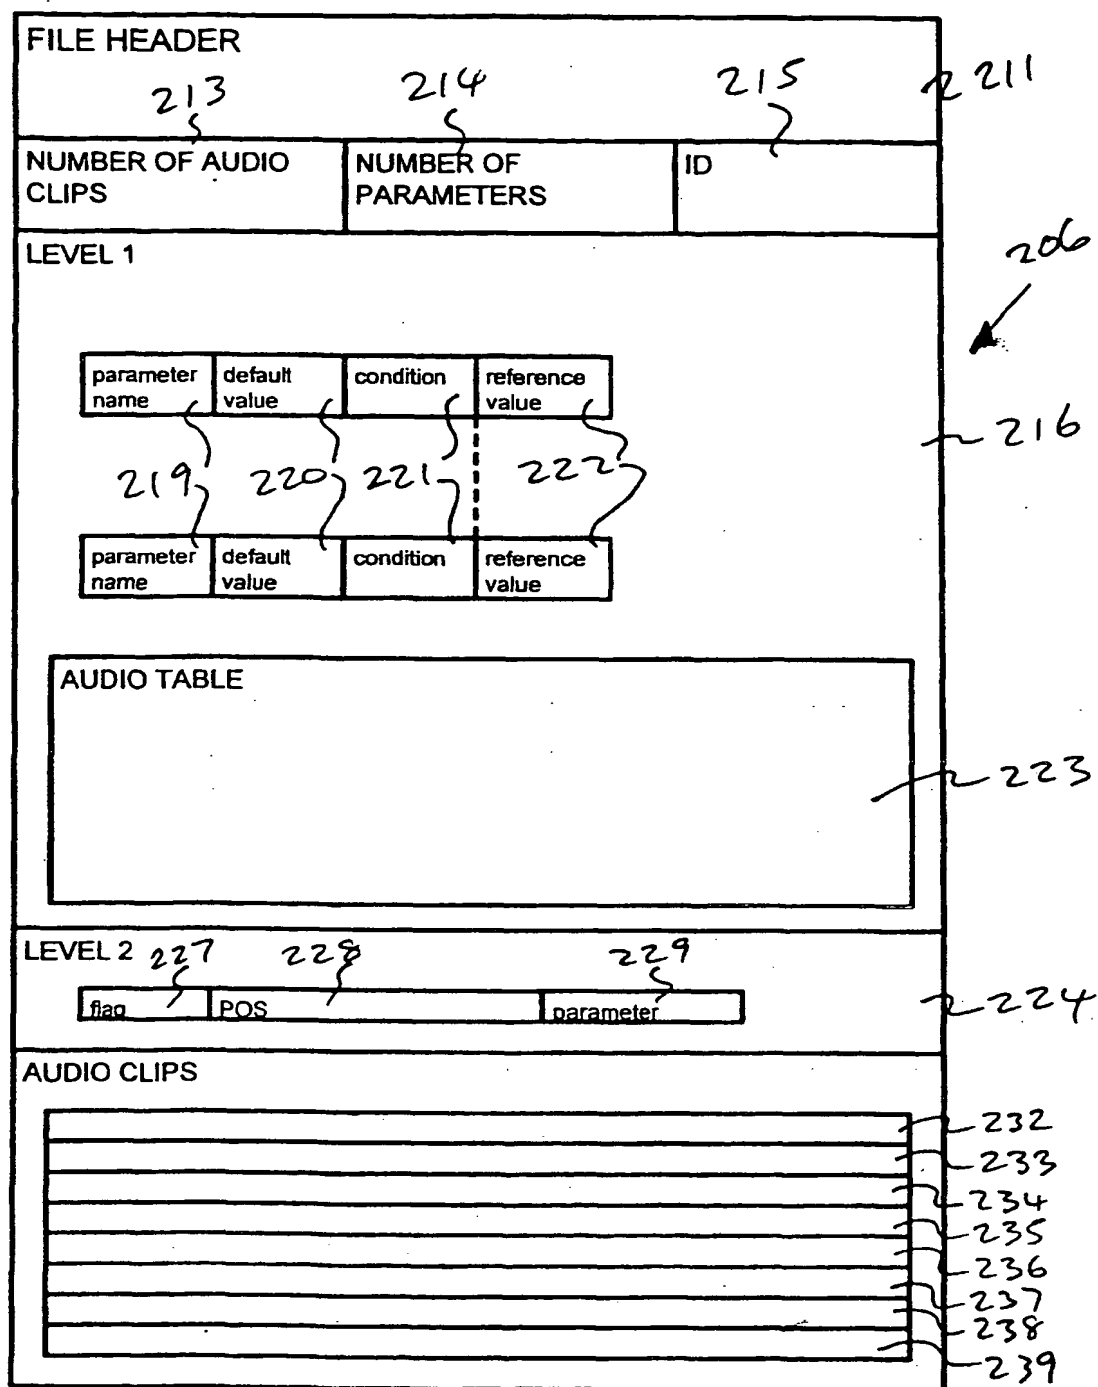 FILE HEADER
213 214 215 211
NUMBER OF AUDIO CLIPS
NUMBER OF PARAMETERS
ID
LEVEL 1
206
parameter name
default value
condition
reference value
216
219 220 221 222
parameter name
default value
condition
reference value
AUDIO TABLE
223
LEVEL 2 227 228 229
flag POS parameter
224
AUDIO CLIPS
232
233
234
235
236
237
238
239